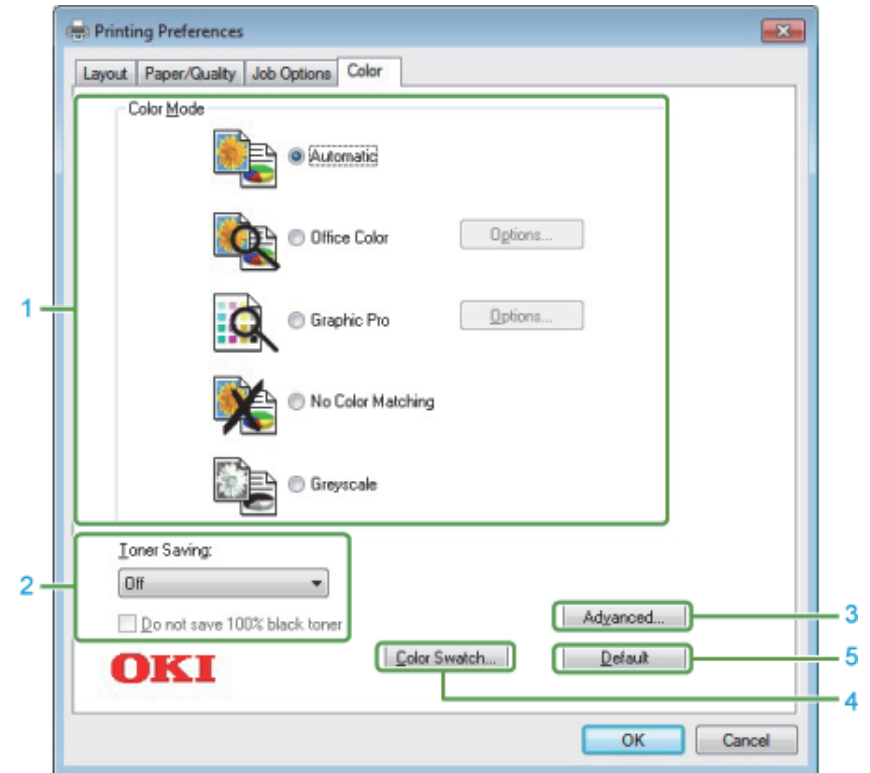 Printing Preferences
Layout Paper/Quality Job Options Color
Color Mode
Automatic
Office Color Options...
1
Graphic Pro Options...
No Color Matching
Greyscale
Toner Saving:
2
Off
Do not save 100% black toner
Advanced... 3
OKI
Color Swatch... Default 5
4
OK Cancel